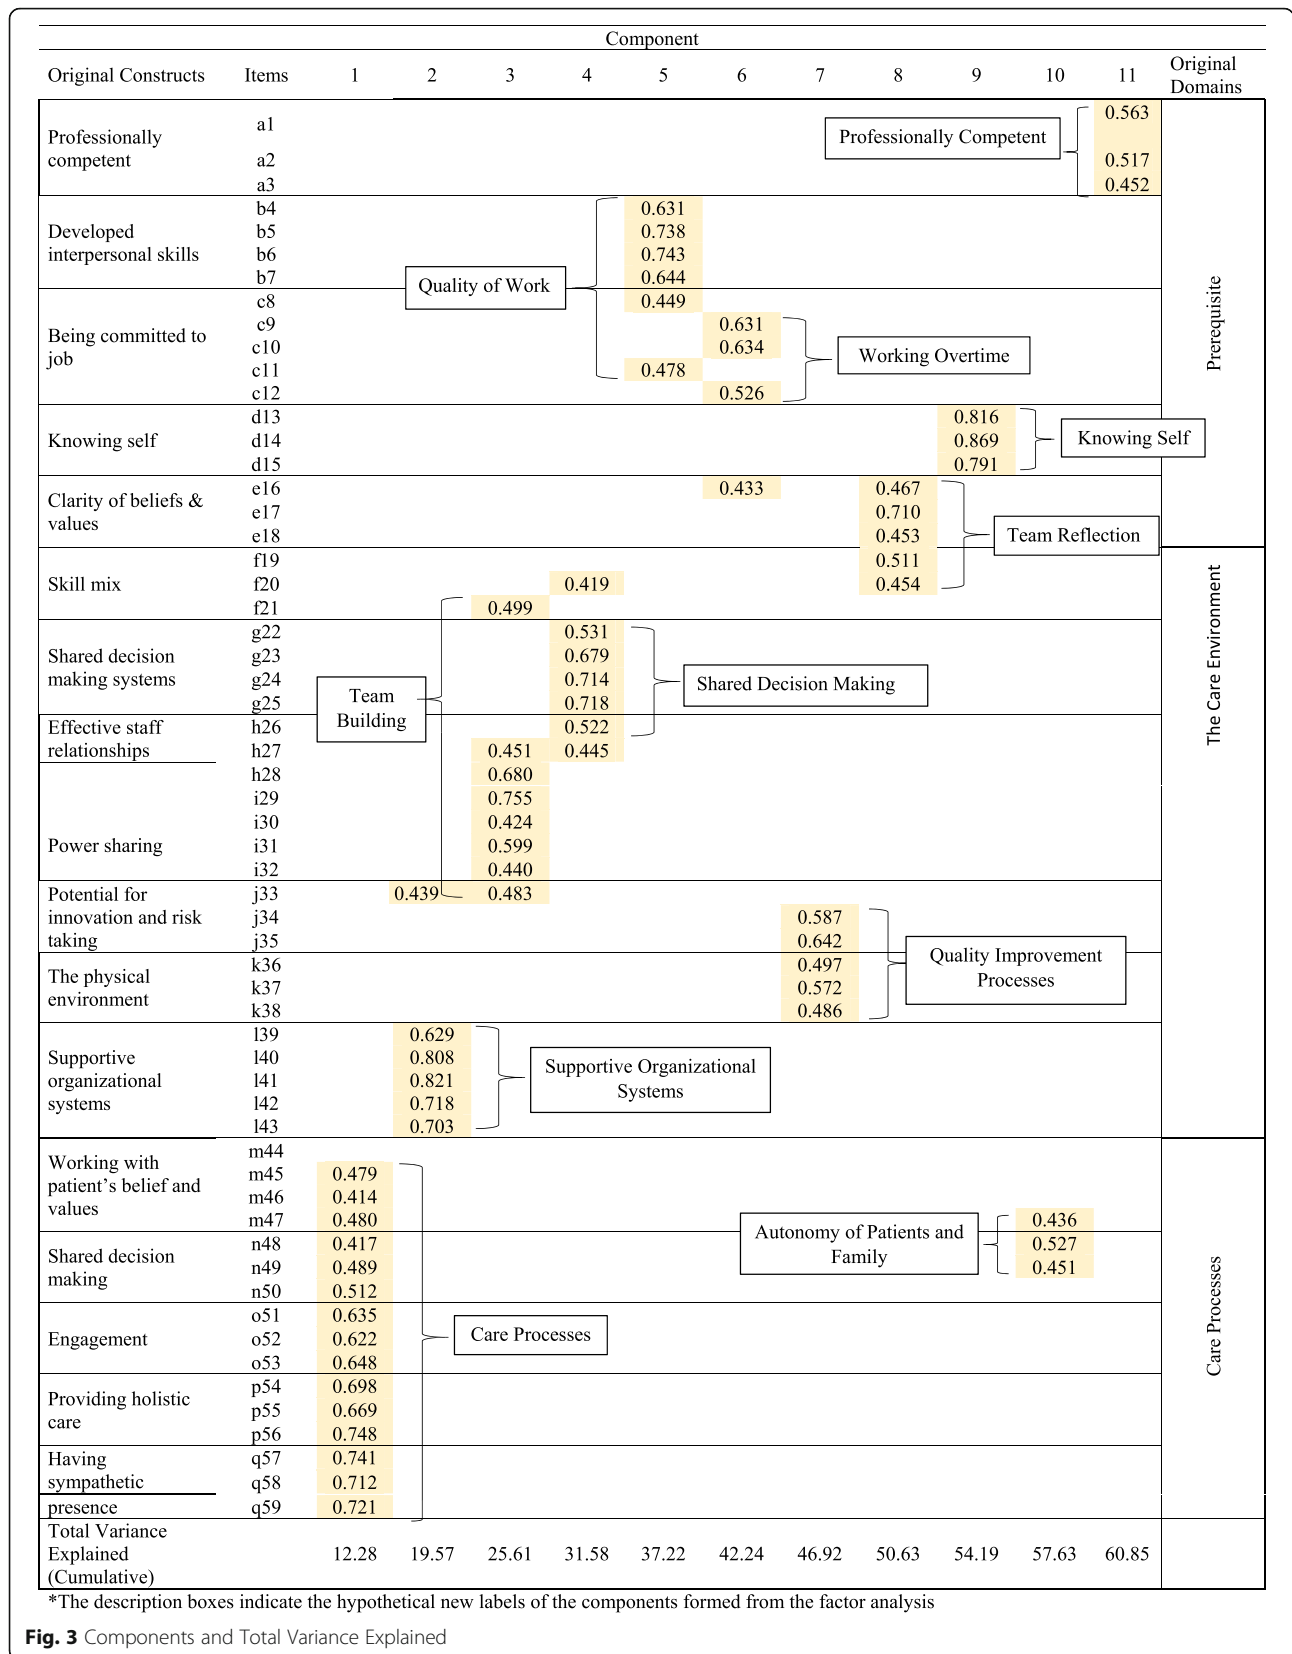 Component
Original Constructs Items 1 2 3 4 5 6 7 8 9 10 11 Original
Domains
Professionally
competent
a1 0.563
a2 0.517
a3 0.452
Professionally Competent
Developed
interpersonal skills
b4 0.631
b5 0.738
b6 0.743
b7 0.644
Quality of Work
Being committed to
job
c8 0.449
c9 0.631
c10 0.634
c11 0.478
c12 0.526
Working Overtime
Prerequisite
Knowing self
d13 0.816
d14 0.869
d15 0.791
Knowing Self
Clarity of beliefs &
values
e16 0.433 0.467
e17 0.710
e18 0.453
Team Reflection
Skill mix
f19 0.511
f20 0.419 0.454
f21 0.499
Shared decision
making systems
g22 0.531
g23 0.679
g24 0.714
g25 0.718
Shared Decision Making
Team
Building
The Care Environment
Effective staff
relationships
h26 0.522
h27 0.451 0.445
h28 0.680
Power sharing
i29 0.755
i30 0.424
i31 0.599
i32 0.440
Potential for
innovation and risk
taking
j33 0.439 0.483
j34 0.587
j35 0.642
Quality Improvement
Processes
The physical
environment
k36 0.497
k37 0.572
k38 0.486
Supportive
organizational
systems
l39 0.629
l40 0.808
l41 0.821
l42 0.718
l43 0.703
Supportive Organizational
Systems
Working with
patient's belief and
values
m44
m45 0.479
m46 0.414
m47 0.480 0.436
Autonomy of Patients and
Family
Shared decision
making
n48 0.417 0.527
n49 0.489 0.451
n50 0.512
Engagement
o51 0.635
o52 0.622
o53 0.648
Care Processes
Care Processes
Providing holistic
care
p54 0.698
p55 0.669
p56 0.748
Having
sympathetic
presence
q57 0.741
q58 0.712
q59 0.721
Total Variance
Explained
(Cumulative)
12.28 19.57 25.61 31.58 37.22 42.24 46.92 50.63 54.19 57.63 60.85
*The description boxes indicate the hypothetical new labels of the components formed from the factor analysis
Fig. 3 Components and Total Variance Explained